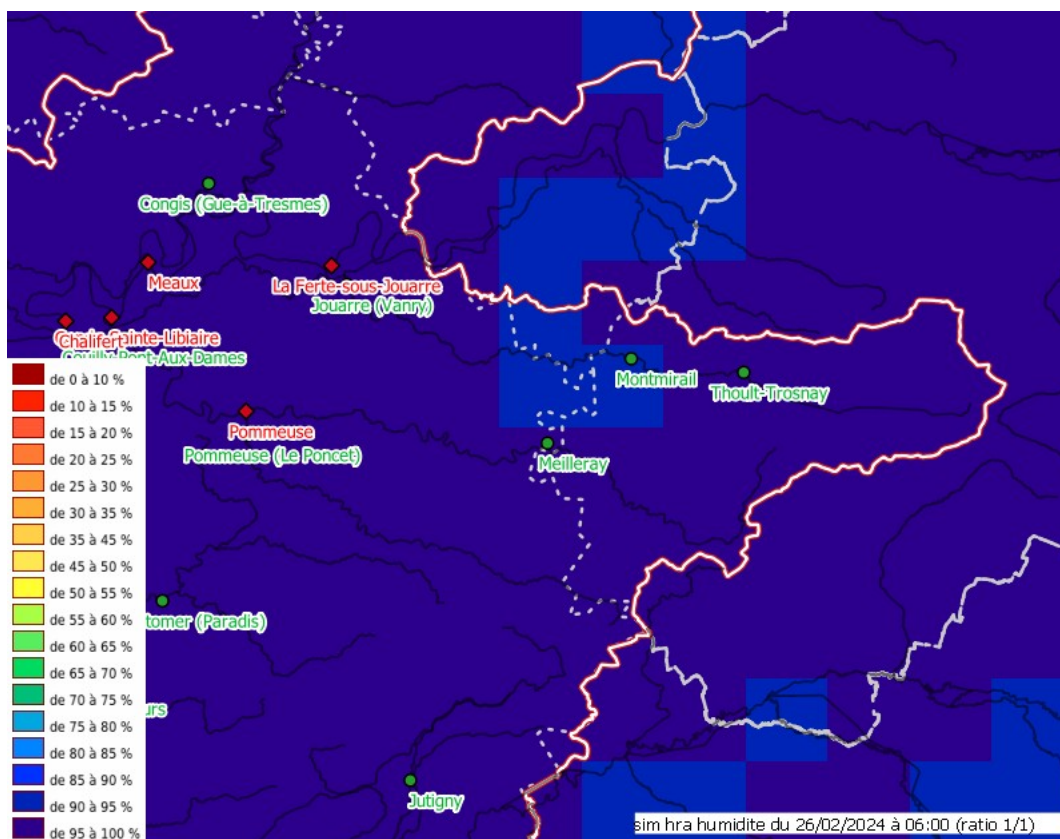 Congis (Gue-à-Tresmes)
Meaux
La Ferte-sous-Jouarre
Jouarre (Vanry)
Sainte-Libiaire
Chalifert
Couilly-Pont-Aux-Dames
Montmirail
Thoult-Trosnay
Pommeuse
Pommeuse (Le Poncet)
Meilleray
tomer (Paradis)
urs
Jutigny
de 0 à 10 %
de 10 à 15 %
de 15 à 20 %
de 20 à 25 %
de 25 à 30 %
de 30 à 35 %
de 35 à 45 %
de 45 à 50 %
de 50 à 55 %
de 55 à 60 %
de 60 à 65 %
de 65 à 70 %
de 70 à 75 %
de 75 à 80 %
de 80 à 85 %
de 85 à 90 %
de 90 à 95 %
de 95 à 100 %
sim hra humidite du 26/02/2024 à 06:00 (ratio 1/1)